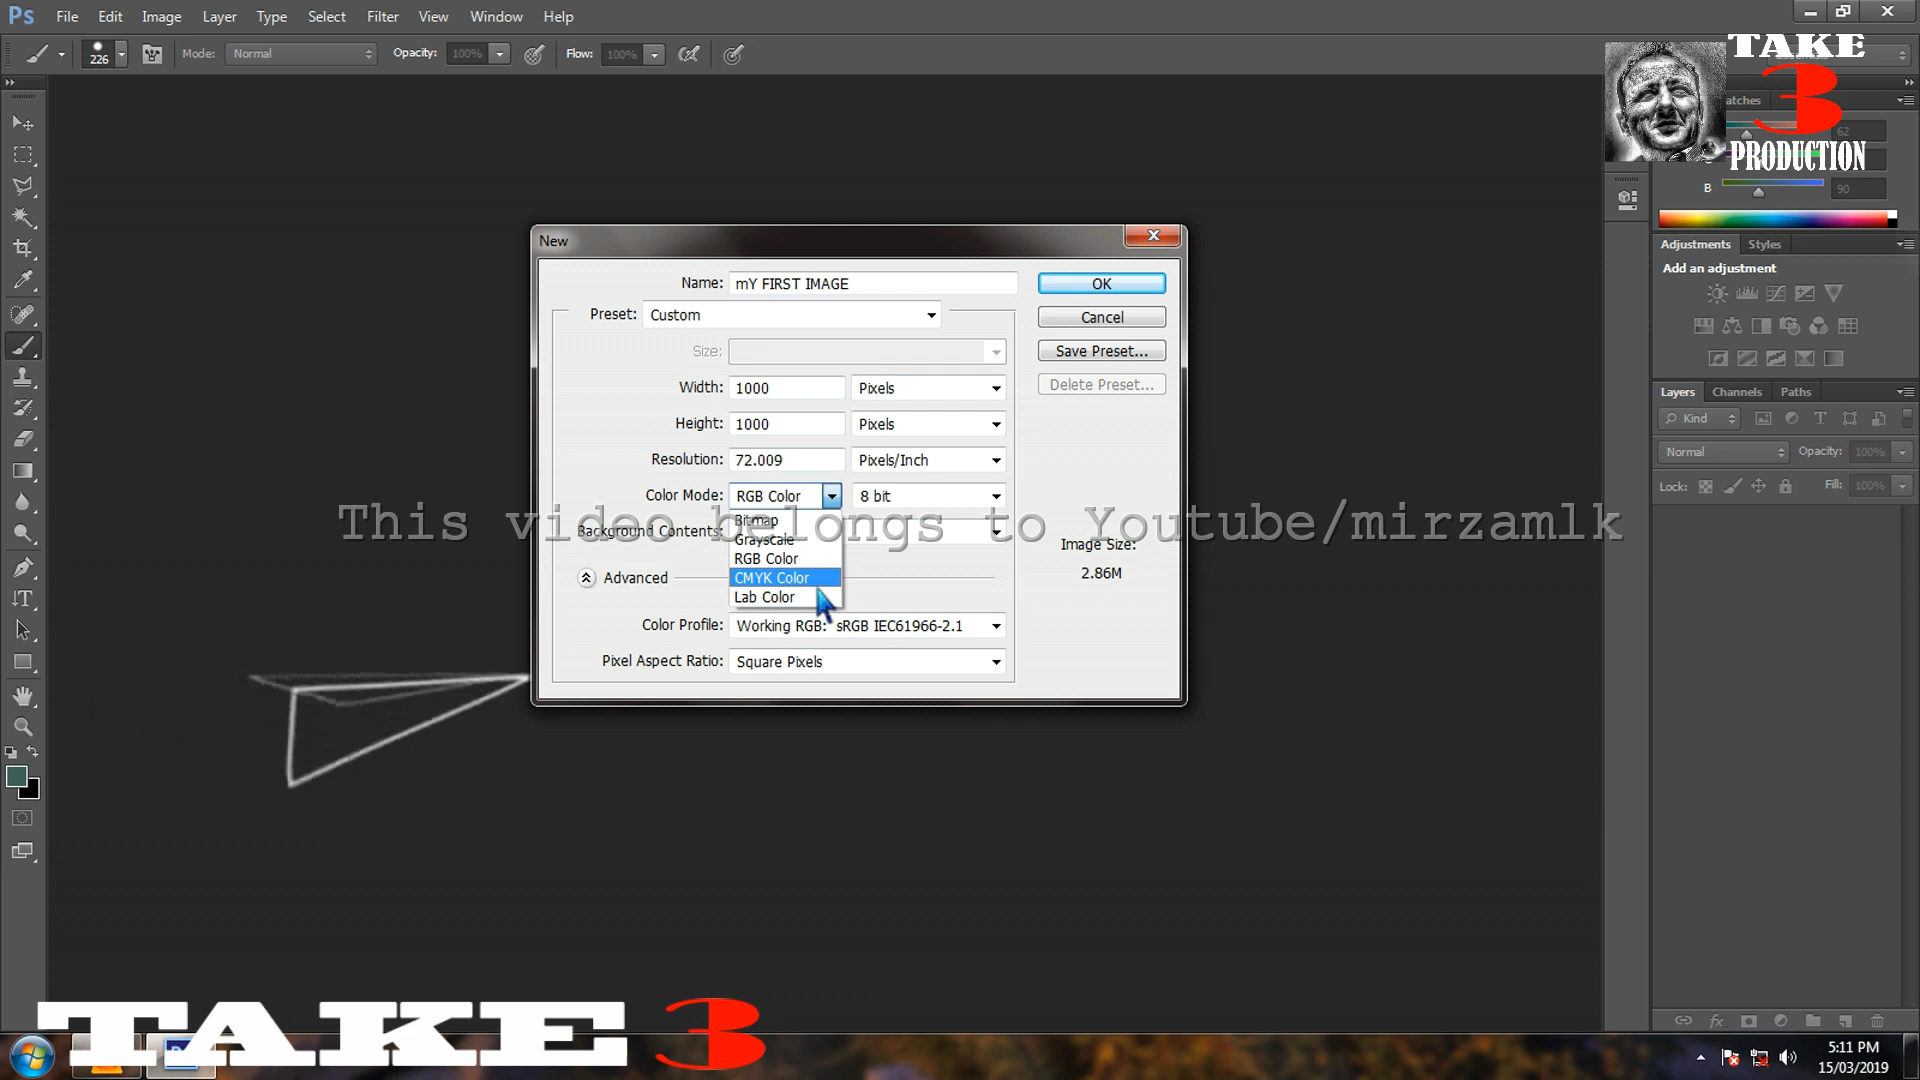 Ps File Edit Image Layer Type Select Filter View Window Help
226 Mode: Normal Opacity: 100% Flow: 100%
TAKE
3
PRODUCTION
62
B 90
Adjustments Styles
Add an adjustment
New
Name: mY FIRST IMAGE OK
Preset: Custom Cancel
Size: Save Preset...
Width: 1000 Pixels Delete Preset...
Height: 1000 Pixels
Resolution: 72.009 Pixels/Inch
Color Mode: RGB Color 8 bit
Bitmap
Background Contents:
Grayscale
RGB Color
CMYK Color
Lab Color
Image Size:
2.86M
Advanced
Color Profile: Working RGB: sRGB IEC61966-2.1
Pixel Aspect Ratio: Square Pixels
This video belongs to Youtube/mirzamlk
Layers Channels Paths
Kind
Normal Opacity: 100%
Lock: Fill: 100%
fx
TAKE 3
5:11 PM
15/03/2019